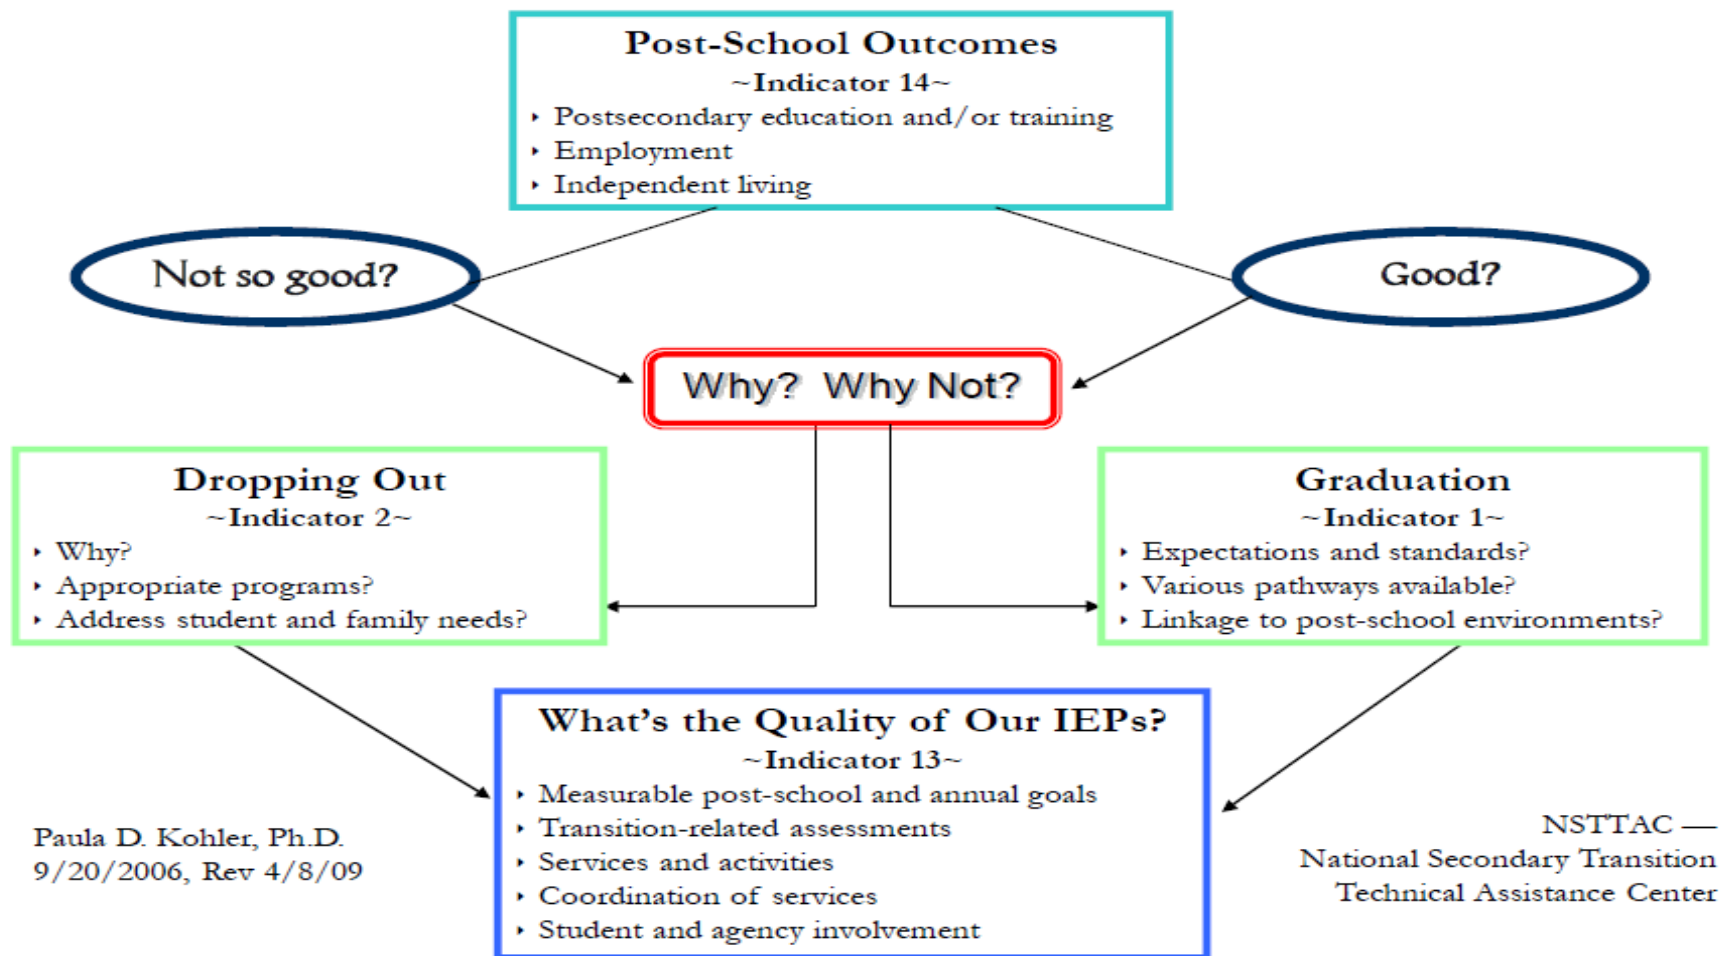 Post-School Outcomes
~Indicator 14~
‣ Postsecondary education and/or training
‣ Employment
‣ Independent living
Not so good?
Good?
Why? Why Not?
Dropping Out
~Indicator 2~
‣ Why?
‣ Appropriate programs?
‣ Address student and family needs?
Graduation
~Indicator 1~
‣ Expectations and standards?
‣ Various pathways available?
‣ Linkage to post-school environments?
What's the Quality of Our IEPs?
~Indicator 13~
‣ Measurable post-school and annual goals
‣ Transition-related assessments
‣ Services and activities
‣ Coordination of services
‣ Student and agency involvement
Paula D. Kohler, Ph.D.
9/20/2006, Rev 4/8/09
NSTTAC —
National Secondary Transition
Technical Assistance Center